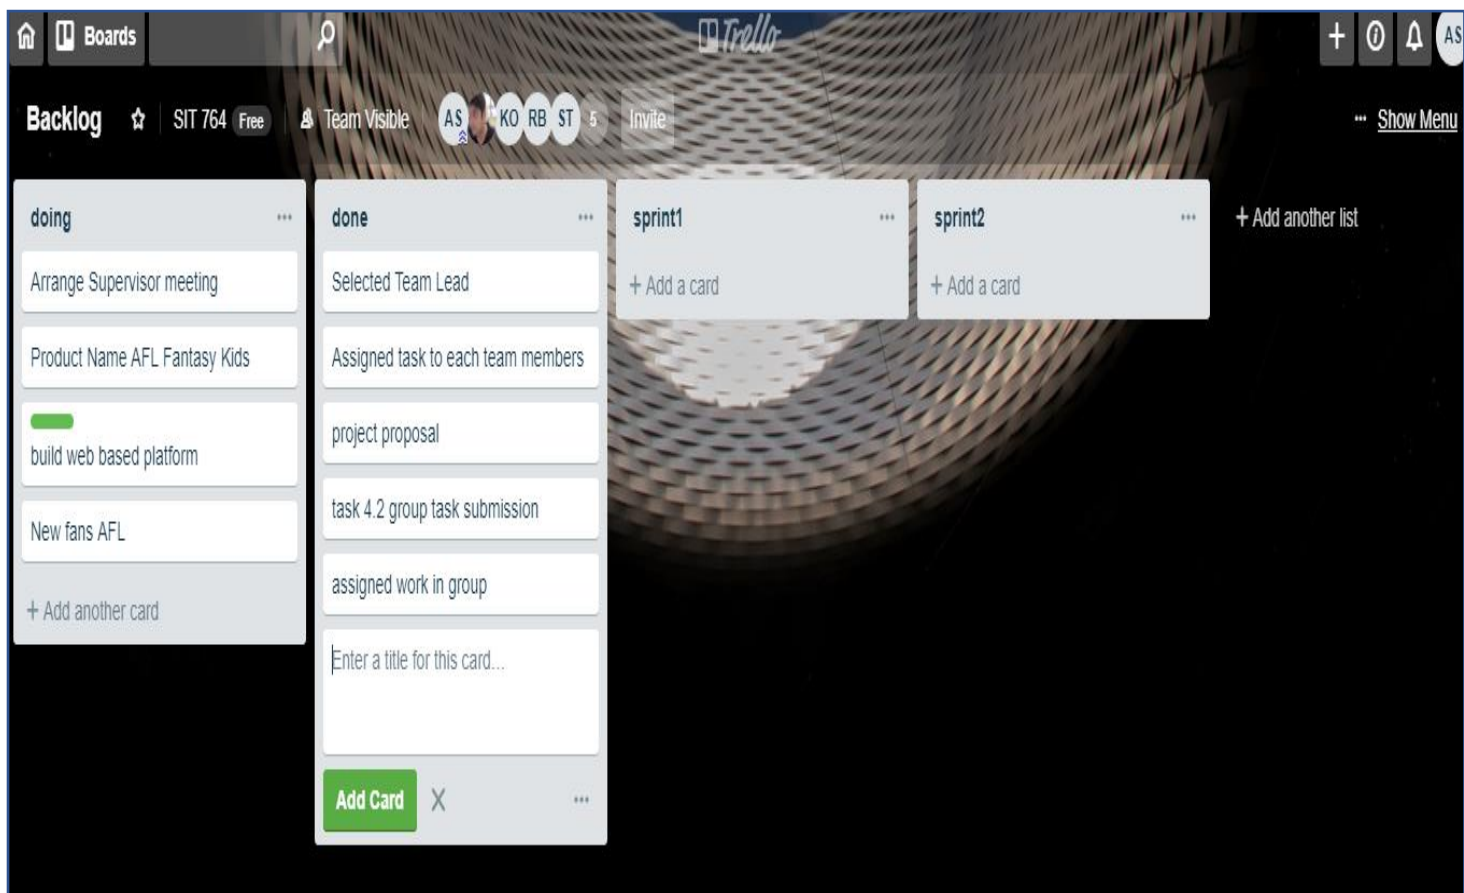 Boards
Trello
AS
Backlog
SIT 764 Free
Team Visible
AS KO RB ST 5
Invite
... Show Menu
doing
Arrange Supervisor meeting
Product Name AFL Fantasy Kids
build web based platform
New fans AFL
+ Add another card
done
Selected Team Lead
Assigned task to each team members
project proposal
task 4.2 group task submission
assigned work in group
Enter a title for this card...
Add Card
sprint1
+ Add a card
sprint2
+ Add a card
+ Add another list